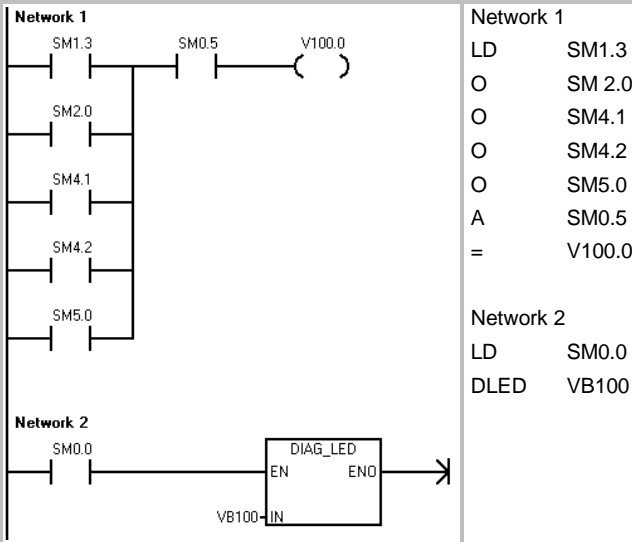 Network 1
SM1.3 SM0.5 V100.0
SM2.0
SM4.1
SM4.2
SM5.0
Network 2
SM0.0 DIAG_LED
EN ENO
VB100 IN
Network 1
LD SM1.3
O SM 2.0
O SM4.1
O SM4.2
O SM5.0
A SM0.5
= V100.0
Network 2
LD SM0.0
DLED VB100